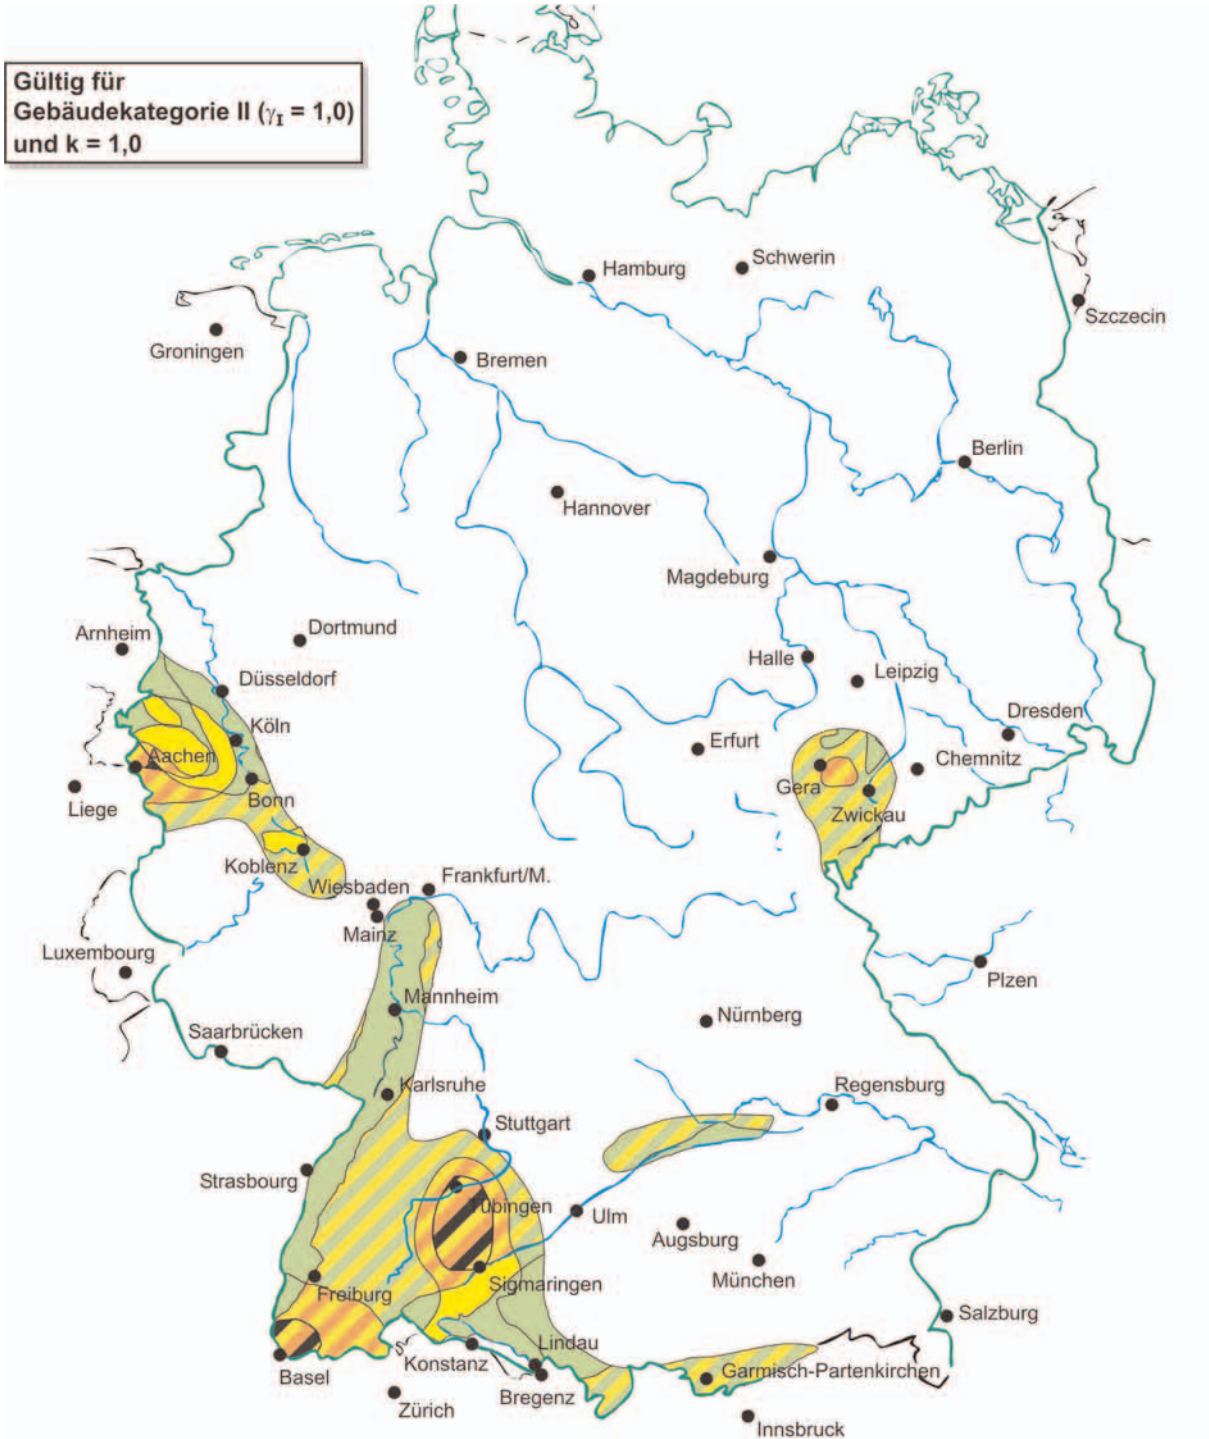 Gültig für
Gebäudekategorie II (γI = 1,0)
und k = 1,0
Hamburg
Schwerin
Szczecin
Groningen
Bremen
Berlin
Hannover
Magdeburg
Arnheim
Dortmund
Halle
Leipzig
Düsseldorf
Dresden
Köln
Erfurt
Aachen
Chemnitz
Liege
Bonn
Gera
Zwickau
Koblenz
Wiesbaden
Frankfurt/M.
Mainz
Luxembourg
Plzen
Mannheim
Nürnberg
Saarbrücken
Karlsruhe
Regensburg
Stuttgart
Strasbourg
Tübingen
Ulm
Augsburg
München
Sigmaringen
Freiburg
Salzburg
Lindau
Konstanz
Basel
Garmisch-Partenkirchen
Bregenz
Zürich
Innsbruck